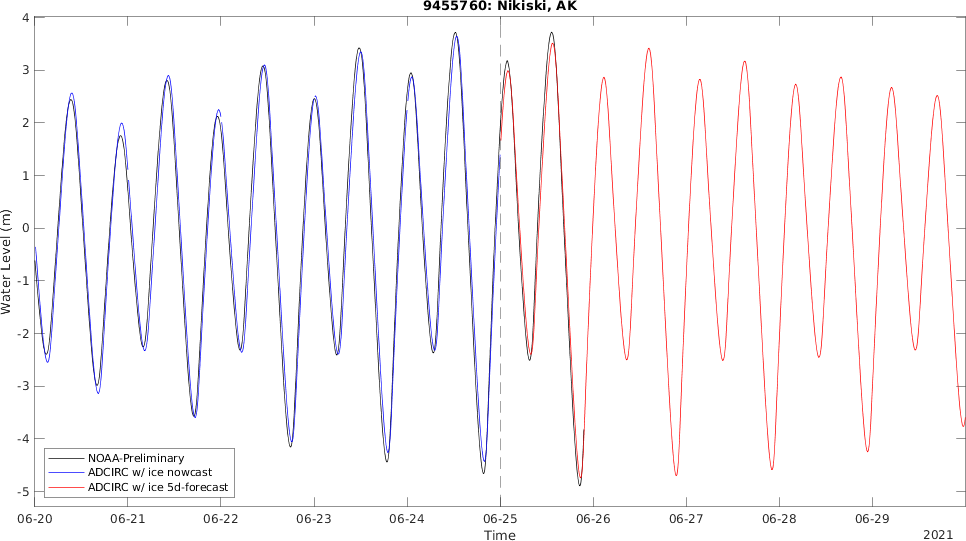 9455760: Nikiski, AK
4
3
2
1
0
-1
-2
-3
-4
-5
Water Level (m)
NOAA-Preliminary
ADCIRC w/ ice nowcast
ADCIRC w/ ice 5d-forecast
06-20 06-21 06-22 06-23 06-24 06-25 06-26 06-27 06-28 06-29
Time
2021